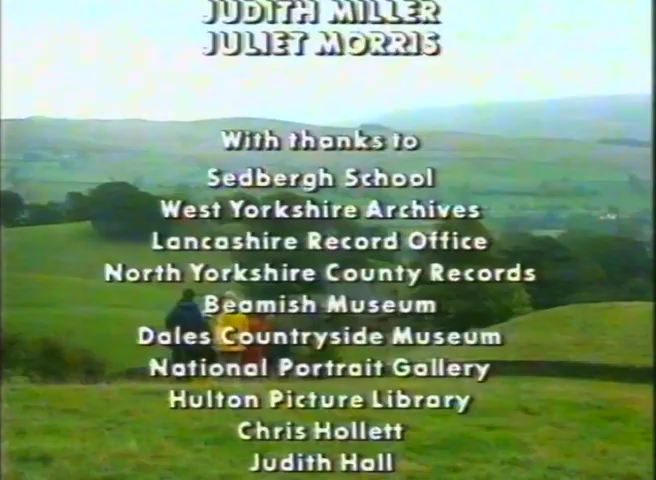 JUDITH MILLER
JULIET MORRIS
With thanks to
Sedbergh School
West Yorkshire Archives
Lancashire Record Office
North Yorkshire County Records
Beamish Museum
Dales Countryside Museum
National Portrait Gallery
Hulton Picture Library
Chris Hollett
Judith Hall